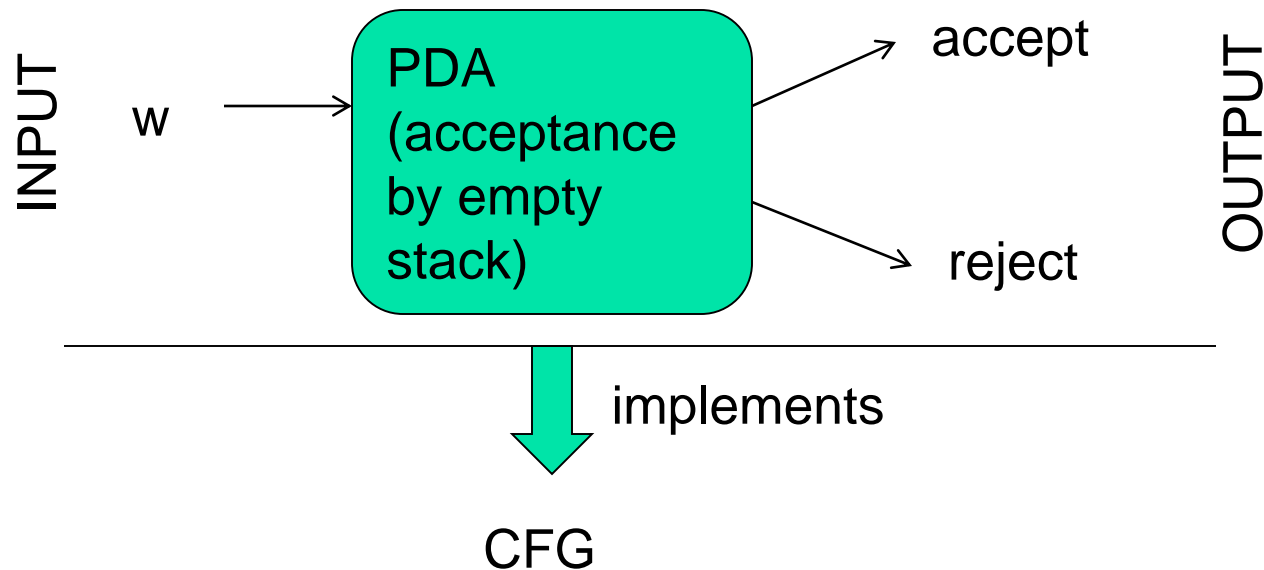 INPUT
w
PDA
(acceptance
by empty
stack)
accept
reject
OUTPUT
implements
CFG